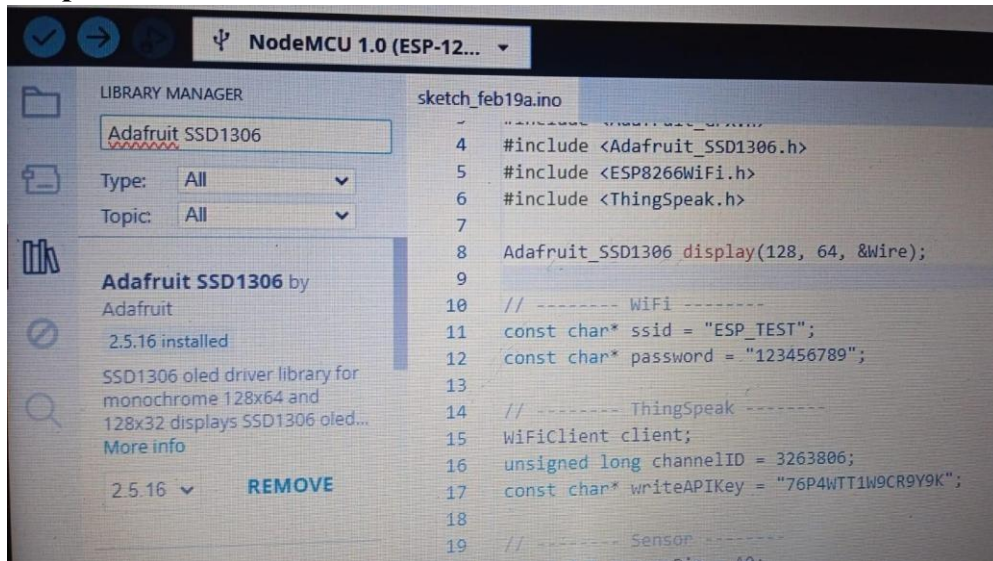 NodeMCU 1.0 (ESP-12...
LIBRARY MANAGER
Adafruit SSD1306
Type: All
Topic: All
Adafruit SSD1306 by
Adafruit
2.5.16 installed
SSD1306 oled driver library for
monochrome 128x64 and
128x32 displays SSD1306 oled...
More info
2.5.16 REMOVE
sketch_feb19a.ino
4 #include <Adafruit_SSD1306.h>
5 #include <ESP8266WiFi.h>
6 #include <ThingSpeak.h>
7
8 Adafruit_SSD1306 display(128, 64, &Wire);
9
10 // -------- WiFi --------
11 const char* ssid = "ESP_TEST";
12 const char* password = "123456789";
13
14 // -------- ThingSpeak --------
15 WiFiClient client;
16 unsigned long channelID = 3263806;
17 const char* writeAPIKey = "76P4WTT1W9CR9Y9K";
18
19 // -------- Sensor --------